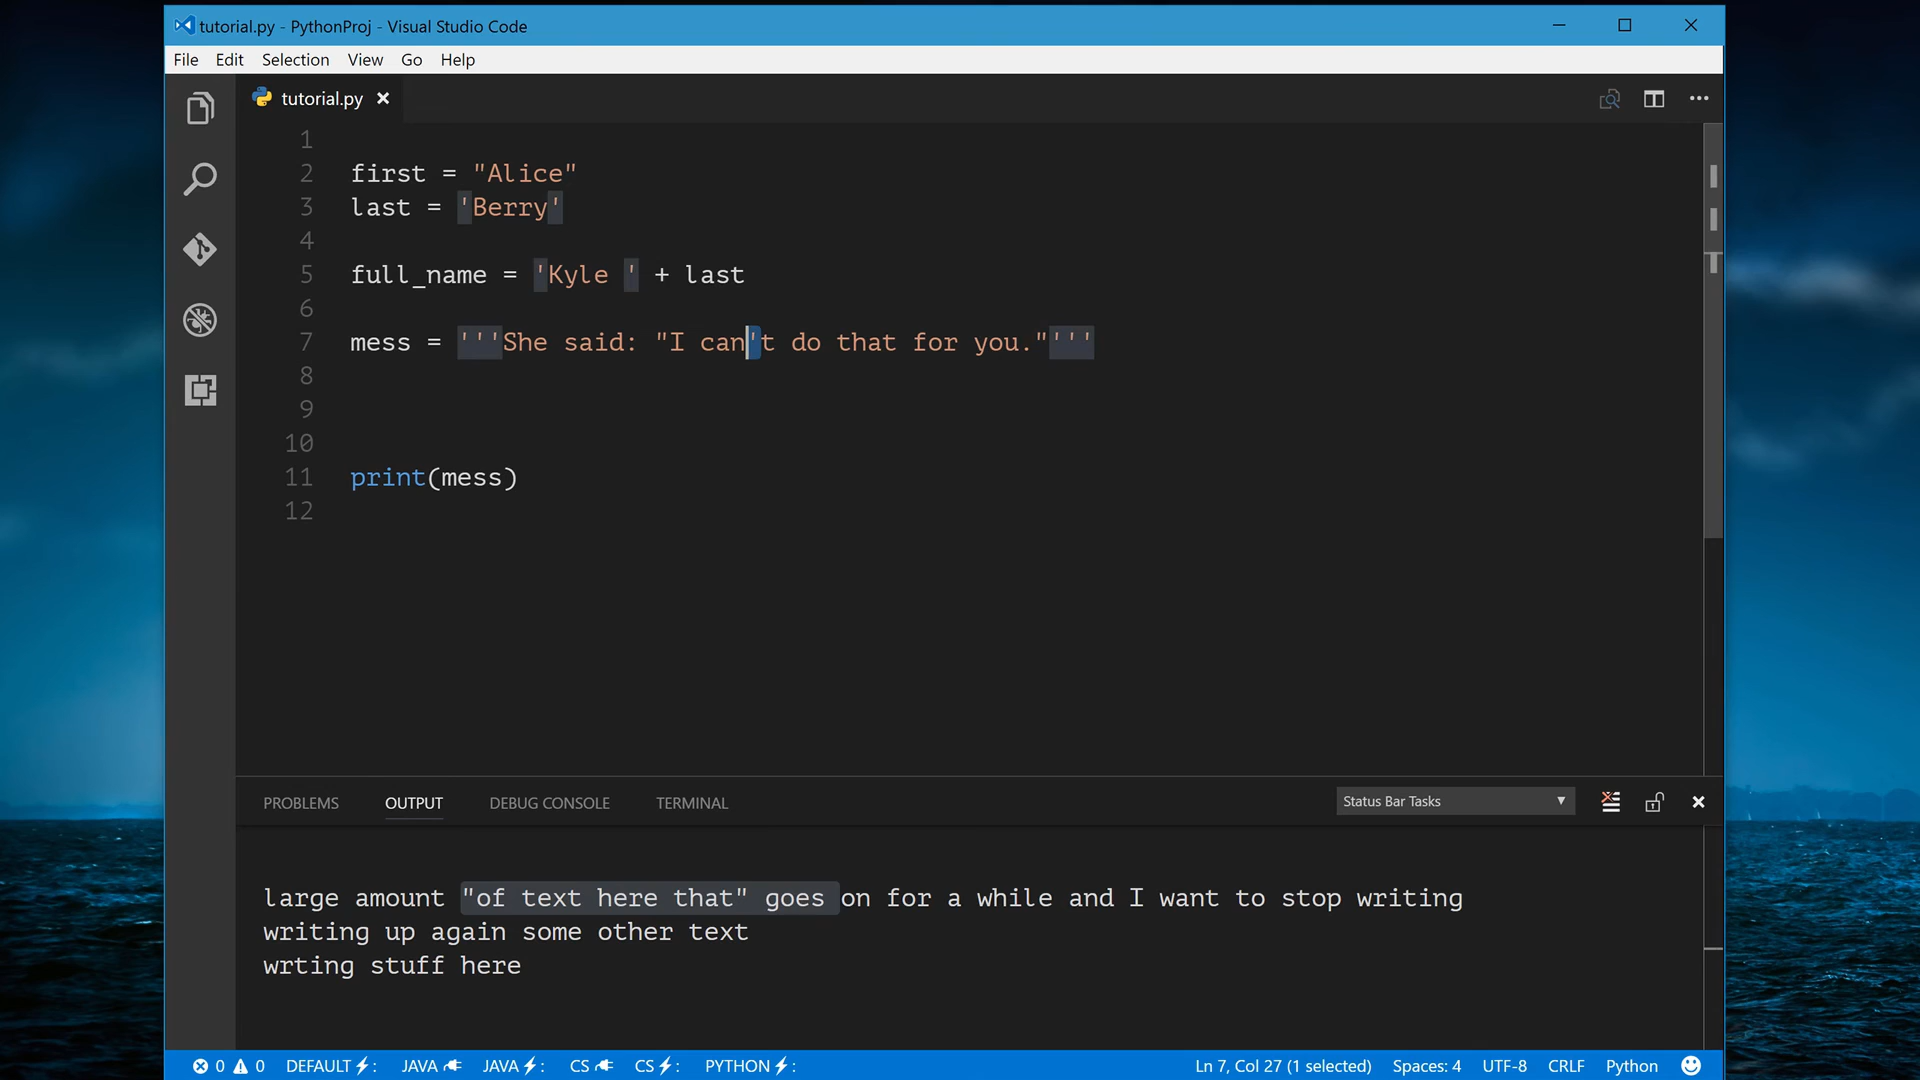 tutorial.py - PythonProj - Visual Studio Code
File Edit Selection View Go Help
tutorial.py
1
2 first = "Alice"
3 last = 'Berry'
4
5 full_name = 'Kyle ' + last
6
7 mess = '''She said: "I can't do that for you."'''
8
9
10
11 print(mess)
12
PROBLEMS OUTPUT DEBUG CONSOLE TERMINAL Status Bar Tasks
large amount "of text here that" goes on for a while and I want to stop writing
writing up again some other text
wrting stuff here
0 0 DEFAULT : JAVA JAVA : CS CS : PYTHON : Ln 7, Col 27 (1 selected) Spaces: 4 UTF-8 CRLF Python